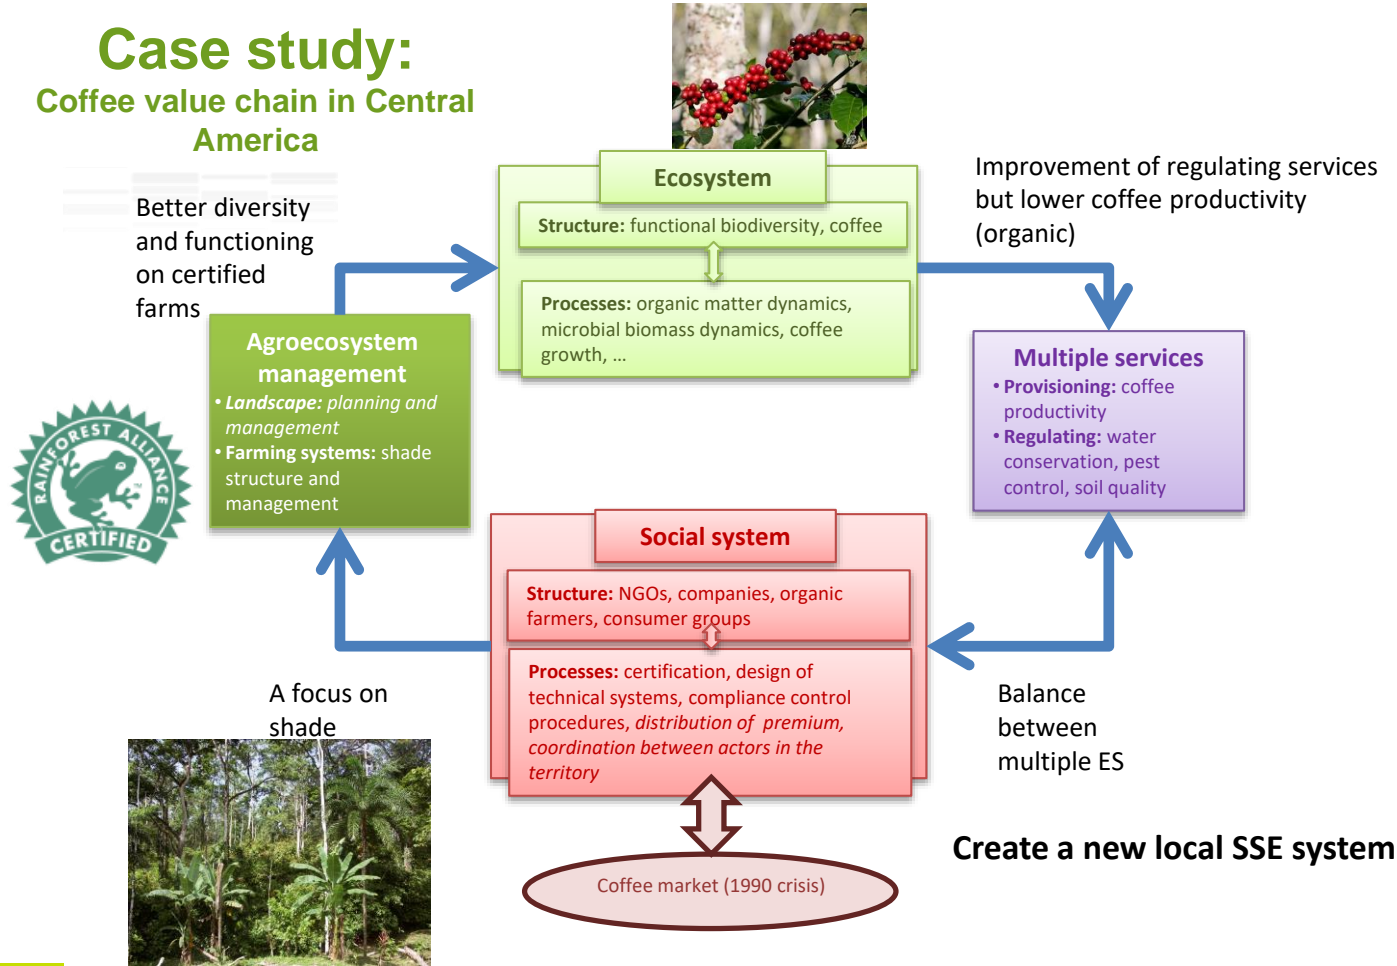 Case study:
Coffee value chain in Central
America
Better diversity
and functioning
on certified
farms
Ecosystem
Structure: functional biodiversity, coffee
Processes: organic matter dynamics,
microbial biomass dynamics, coffee
growth, ...
Improvement of regulating services
but lower coffee productivity
(organic)
Agroecosystem
management
• Landscape: planning and
management
• Farming systems: shade
structure and
management
Multiple services
• Provisioning: coffee
productivity
• Regulating: water
conservation, pest
control, soil quality
RAINFOREST ALLIANCE
TM
CERTIFIED
Social system
Structure: NGOs, companies, organic
farmers, consumer groups
Processes: certification, design of
technical systems, compliance control
procedures, distribution of premium,
coordination between actors in the
territory
A focus on
shade
Balance
between
multiple ES
Create a new local SSE system
Coffee market (1990 crisis)